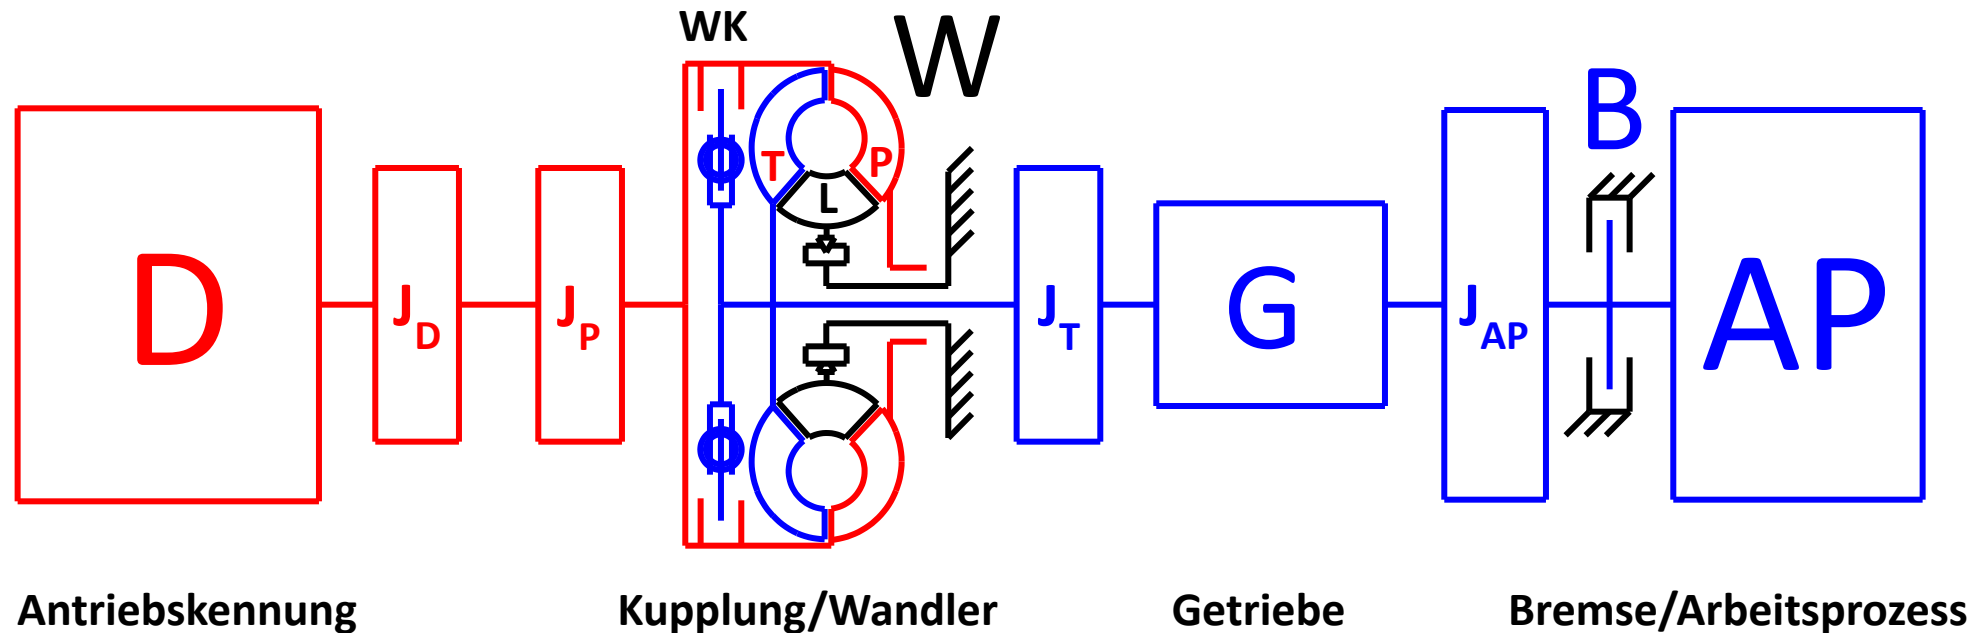 WK
W
D
J_D
J_P
T
P
L
J_T
G
J_AP
B
AP
Antriebskennung
Kupplung/Wandler
Getriebe
Bremse/Arbeitsprozess